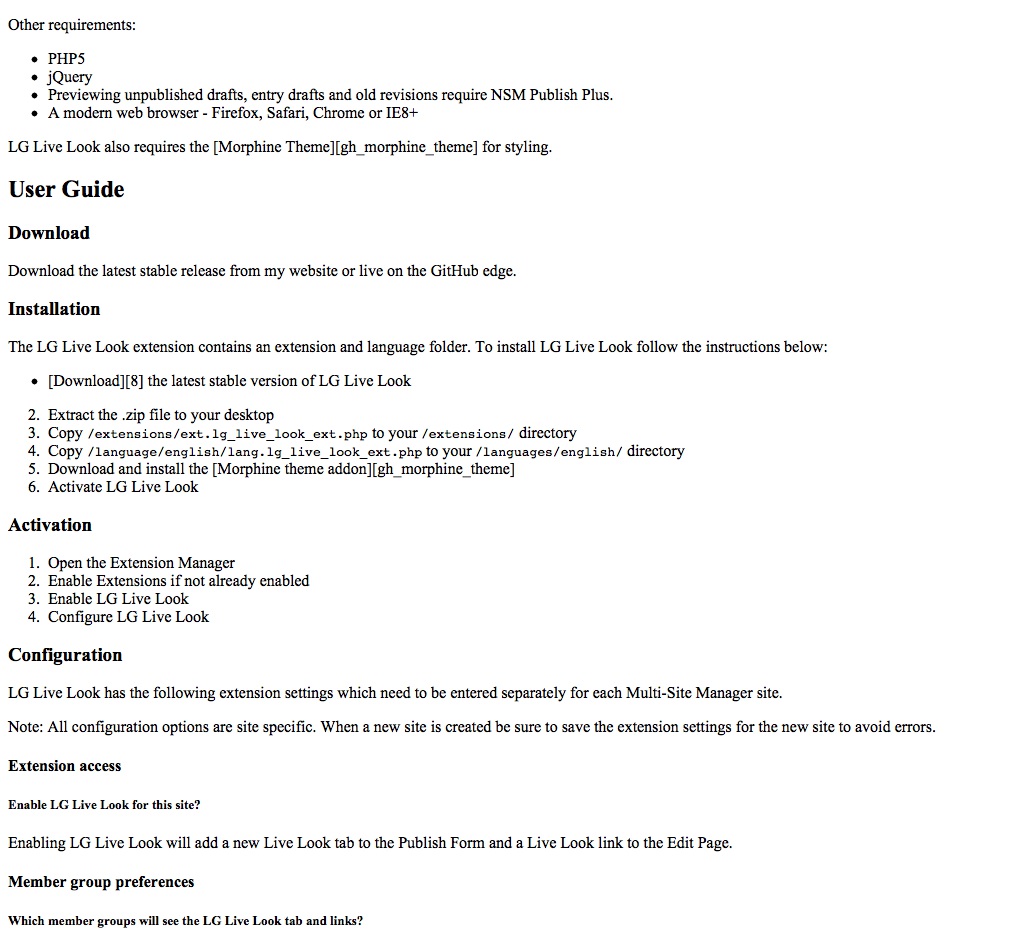 Other requirements:
• PHP5
• jQuery
• Previewing unpublished drafts, entry drafts and old revisions require NSM Publish Plus.
• A modern web browser - Firefox, Safari, Chrome or IE8+
LG Live Look also requires the [Morphine Theme][gh_morphine_theme] for styling.
User Guide
Download
Download the latest stable release from my website or live on the GitHub edge.
Installation
The LG Live Look extension contains an extension and language folder. To install LG Live Look follow the instructions below:
• [Download][8] the latest stable version of LG Live Look
2. Extract the .zip file to your desktop
3. Copy /extensions/ext.lg_live_look_ext.php to your /extensions/ directory
4. Copy /language/english/lang.lg_live_look_ext.php to your /languages/english/ directory
5. Download and install the [Morphine theme addon][gh_morphine_theme]
6. Activate LG Live Look
Activation
1. Open the Extension Manager
2. Enable Extensions if not already enabled
3. Enable LG Live Look
4. Configure LG Live Look
Configuration
LG Live Look has the following extension settings which need to be entered separately for each Multi-Site Manager site.
Note: All configuration options are site specific. When a new site is created be sure to save the extension settings for the new site to avoid errors.
Extension access
Enable LG Live Look for this site?
Enabling LG Live Look will add a new Live Look tab to the Publish Form and a Live Look link to the Edit Page.
Member group preferences
Which member groups will see the LG Live Look tab and links?